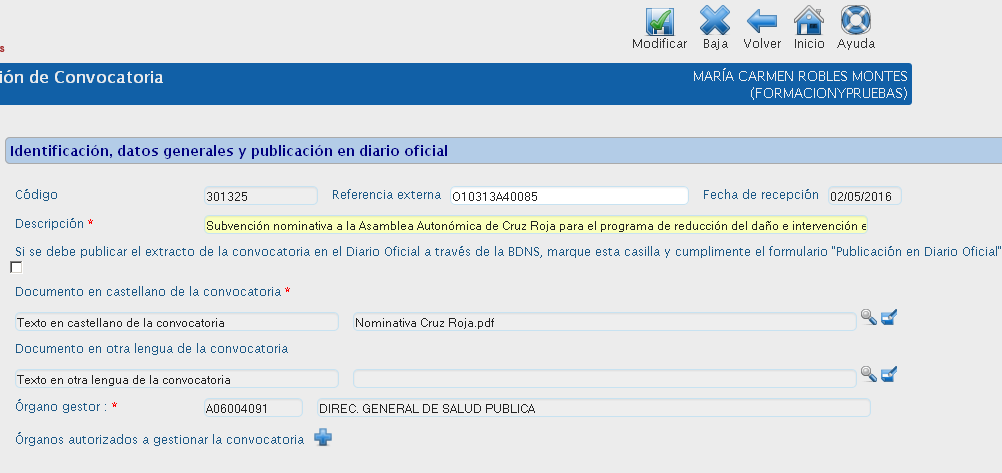 Modificar Baja Volver Inicio Ayuda
s
ión de Convocatoria MARÍA CARMEN ROBLES MONTES
(FORMACIONYPRUEBAS)
Identificación, datos generales y publicación en diario oficial
Código 301325 Referencia externa O10313A40085 Fecha de recepción 02/05/2016
Descripción * Subvención nominativa a la Asamblea Autonómica de Cruz Roja para el programa de reducción del daño e intervención e
Si se debe publicar el extracto de la convocatoria en el Diario Oficial a través de la BDNS, marque esta casilla y cumplimente el formulario "Publicación en Diario Oficial"
Documento en castellano de la convocatoria *
Texto en castellano de la convocatoria Nominativa Cruz Roja.pdf
Documento en otra lengua de la convocatoria
Texto en otra lengua de la convocatoria
Órgano gestor : * A06004091 DIREC. GENERAL DE SALUD PUBLICA
Órganos autorizados a gestionar la convocatoria